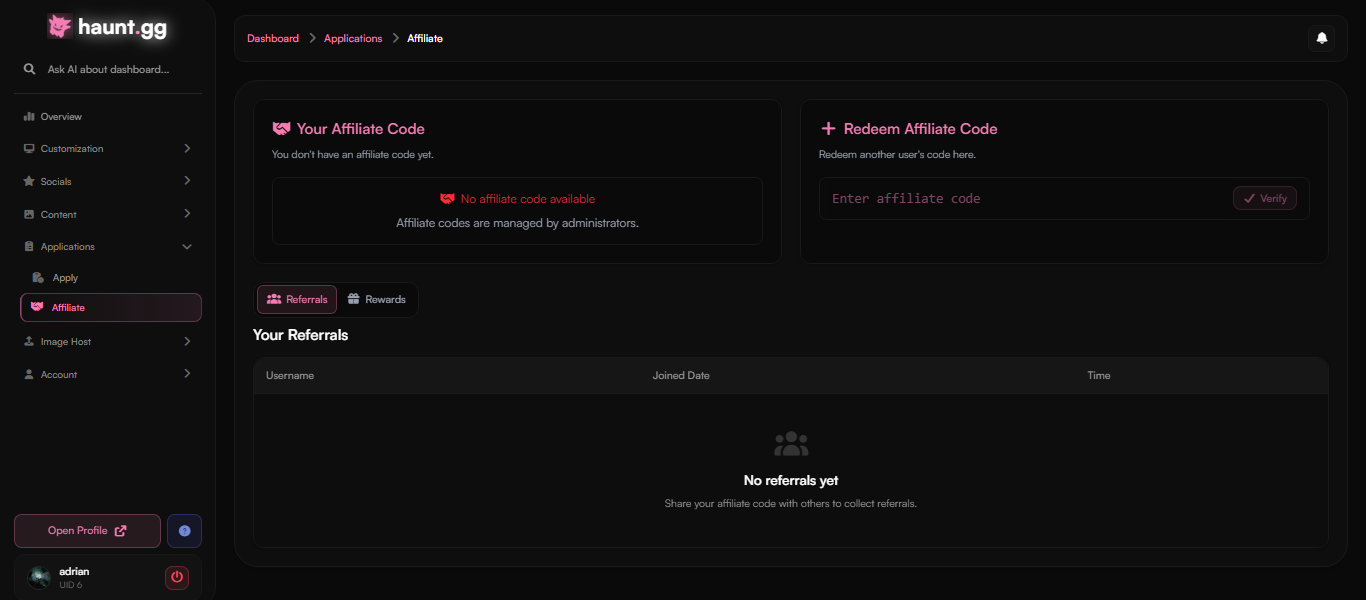 haunt.gg
Ask AI about dashboard...
Overview
Customization
Socials
Content
Applications
Apply
Affiliate
Image Host
Account
Open Profile
?
adrian
UID 6
Dashboard > Applications > Affiliate
Your Affiliate Code
You don't have an affiliate code yet.
No affiliate code available
Affiliate codes are managed by administrators.
Redeem Affiliate Code
Redeem another user's code here.
Enter affiliate code
Verify
Referrals Rewards
Your Referrals
Username Joined Date Time
No referrals yet
Share your affiliate code with others to collect referrals.